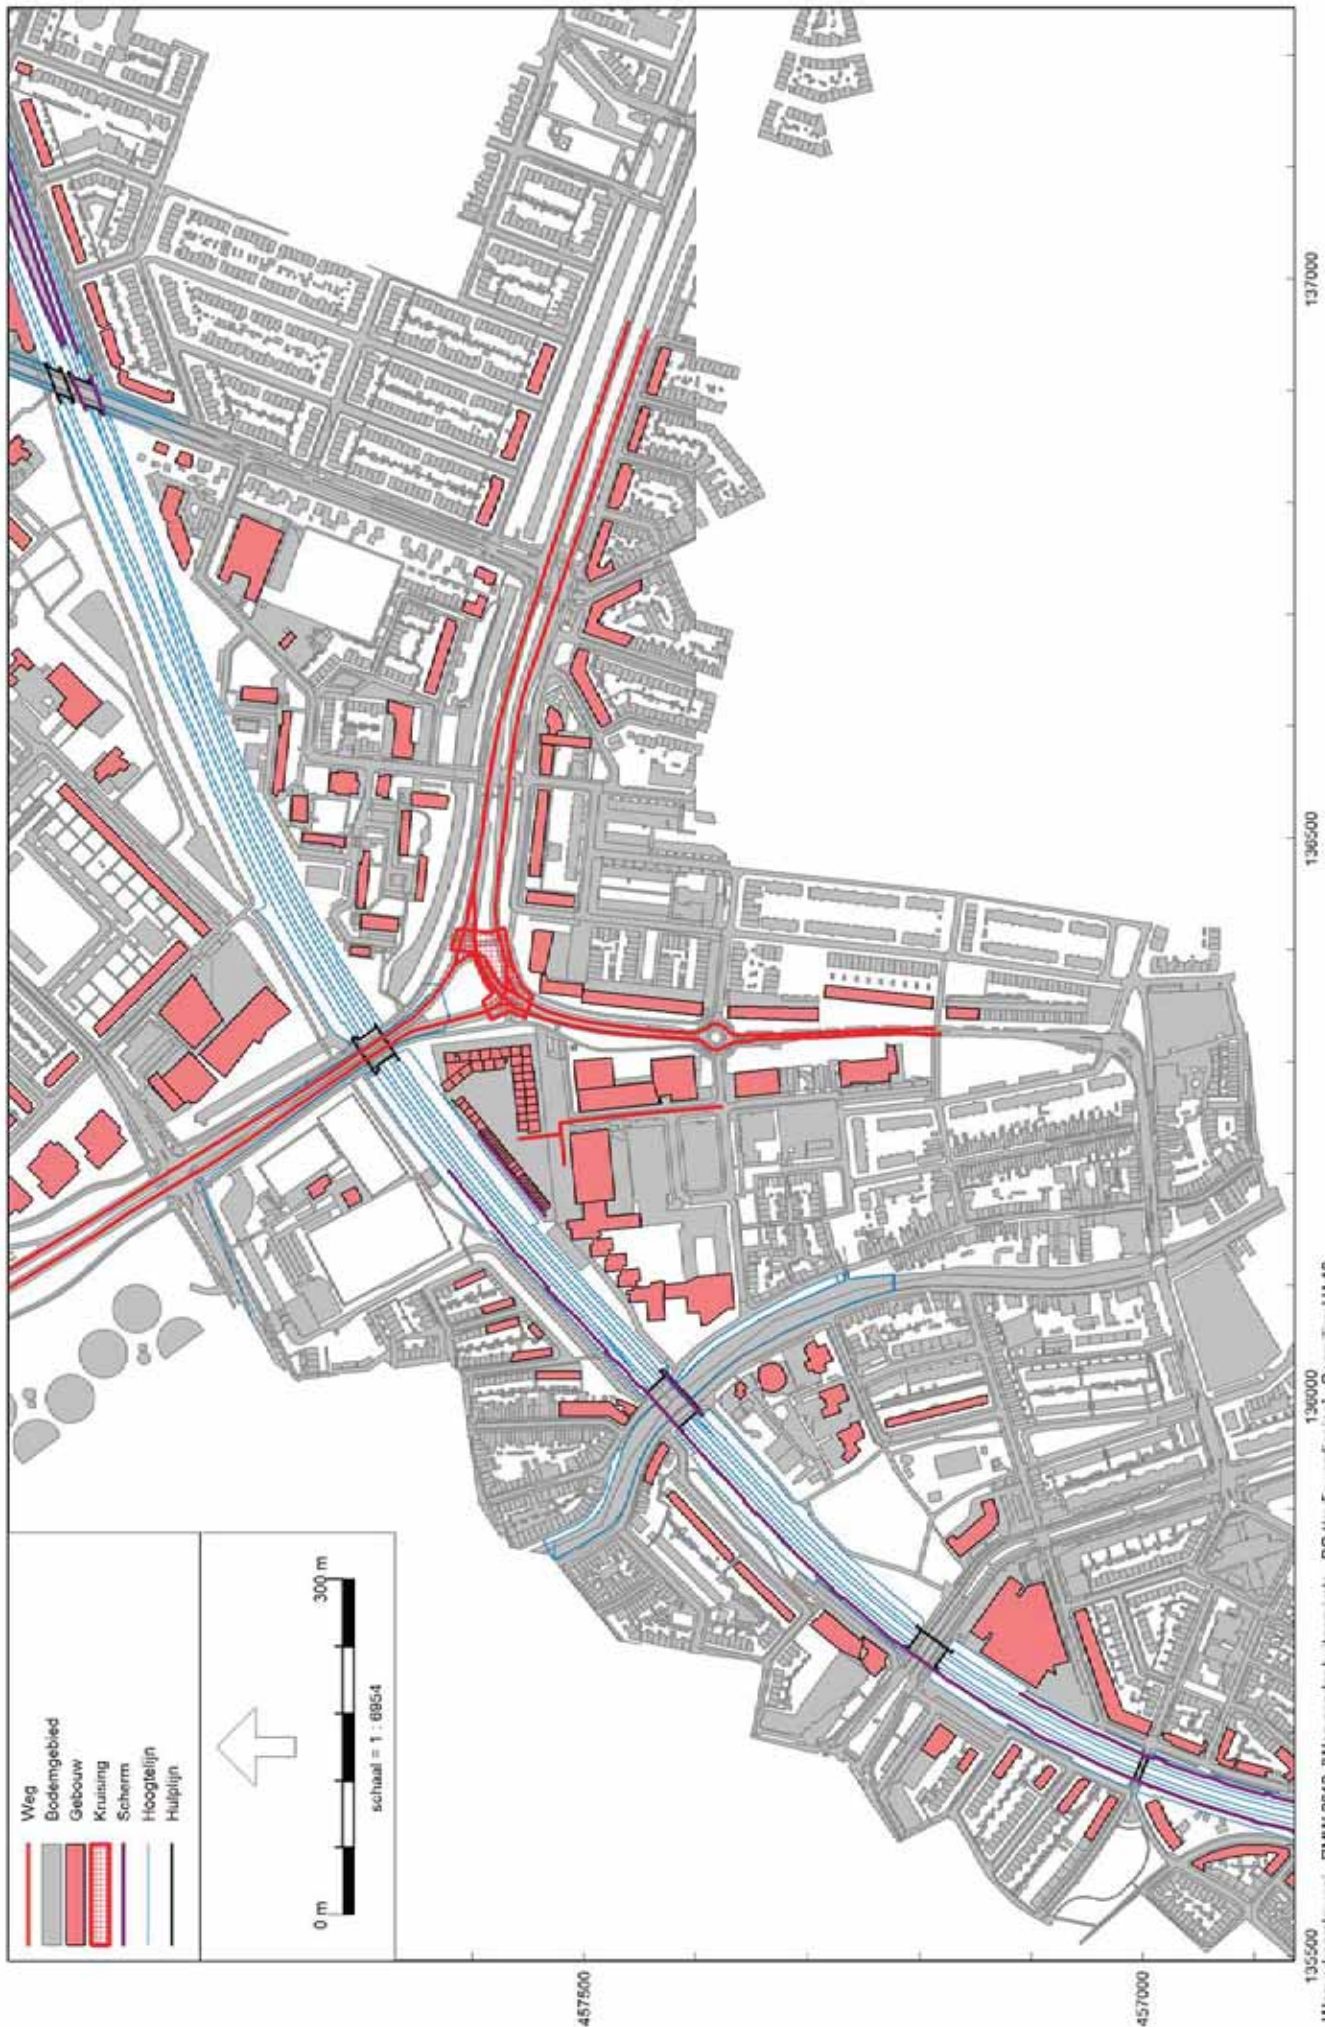 Weg
Bodemgebied
Gebouw
Kruising
Scherm
Hoogtelijn
Hulplijn
0 m
300 m
schaal = 1 : 6954
457500
457000
135500
136000
136500
137000